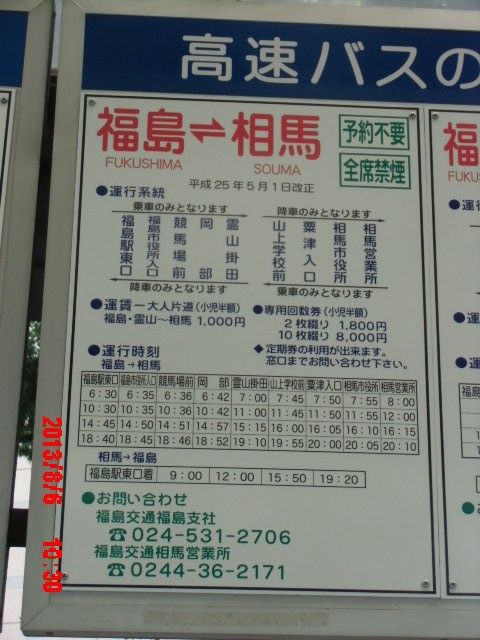 高速バスの
福島⇌相馬
FUKUSHIMA SOUMA
予約不要
全席禁煙
平成25年5月1日改正
●運行系統
乗車のみとなります
降車のみとなります
福島駅東口
福島市役所入口
競馬場前
岡部
霊山掛田
山上学校前
粟津入口
相馬市役所
相馬営業所
降車のみとなります
乗車のみとなります
●運賃ー大人片道(小児半額)
福島・霊山〜相馬 1,000円
●専用回数券(小児半額)
2枚綴り 1,800円
10枚綴り 8,000円
◆定期券の利用が出来ます。
窓口までお問い合わせ下さい。
●運行時刻
福島→相馬
福島駅東口 福島市役所入口 競馬場前 岡部 霊山掛田 山上学校前 粟津入口 相馬市役所 相馬営業所
6:30 6:35 6:36 6:42 7:00 7:45 7:50 7:55 8:00
10:30 10:35 10:36 10:42 11:00 11:45 11:50 11:55 12:00
14:45 14:50 14:51 14:57 15:15 16:00 16:05 16:10 16:15
18:40 18:45 18:46 18:52 19:10 19:55 20:00 20:05 20:10
相馬→福島
福島駅東口着 9:00 12:00 15:50 19:20
●お問い合わせ
福島交通福島支社
☎024-531-2706
福島交通相馬営業所
☎0244-36-2171
福
FUKU
●運
2013/8/6 10:30